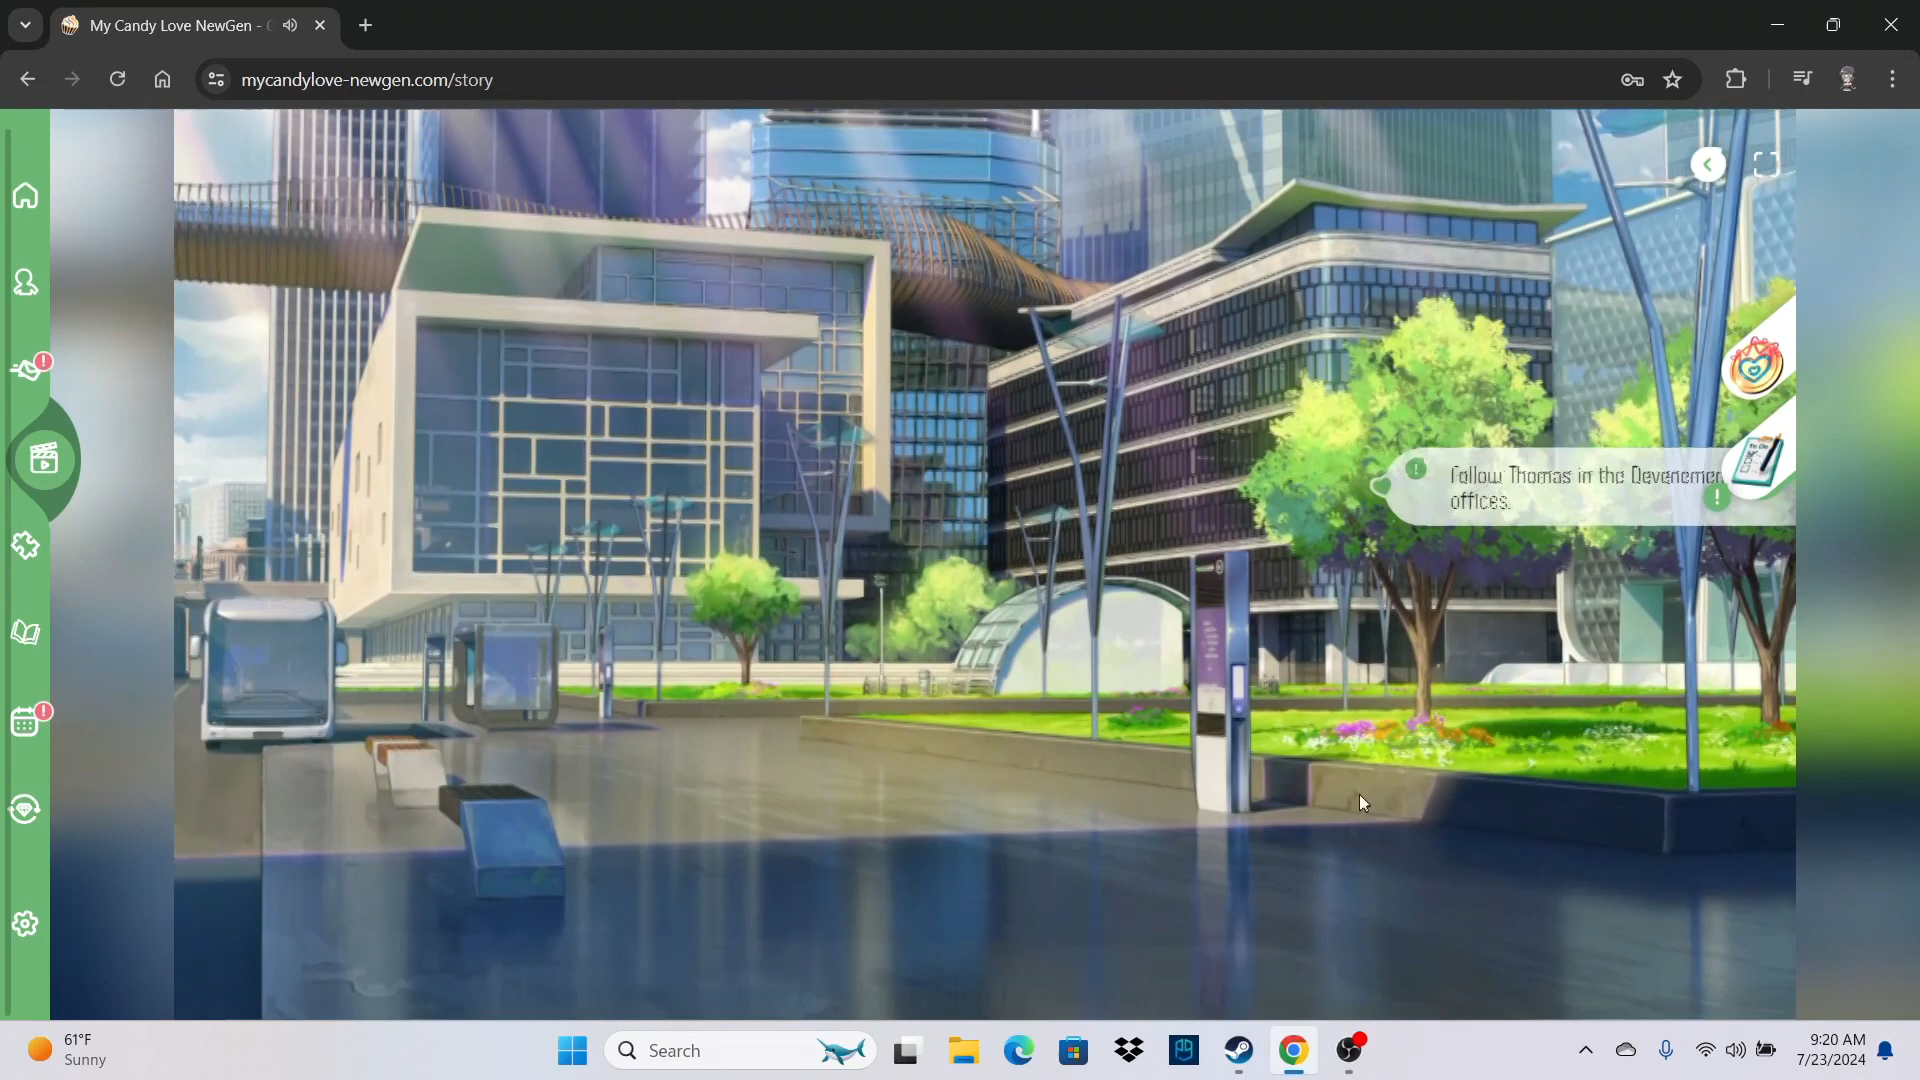 My Candy Love NewGen -
mycandylove-newgen.com/story
Follow Thomas in the Devenemen
offices.
61°F
Sunny
Search
9:20 AM
7/23/2024